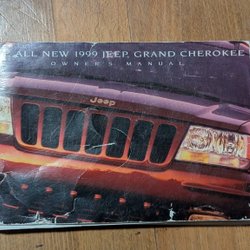 ALL NEW 1999 JEEP. GRAND CHEROKEE
OWNER'S MANUAL
Jeep